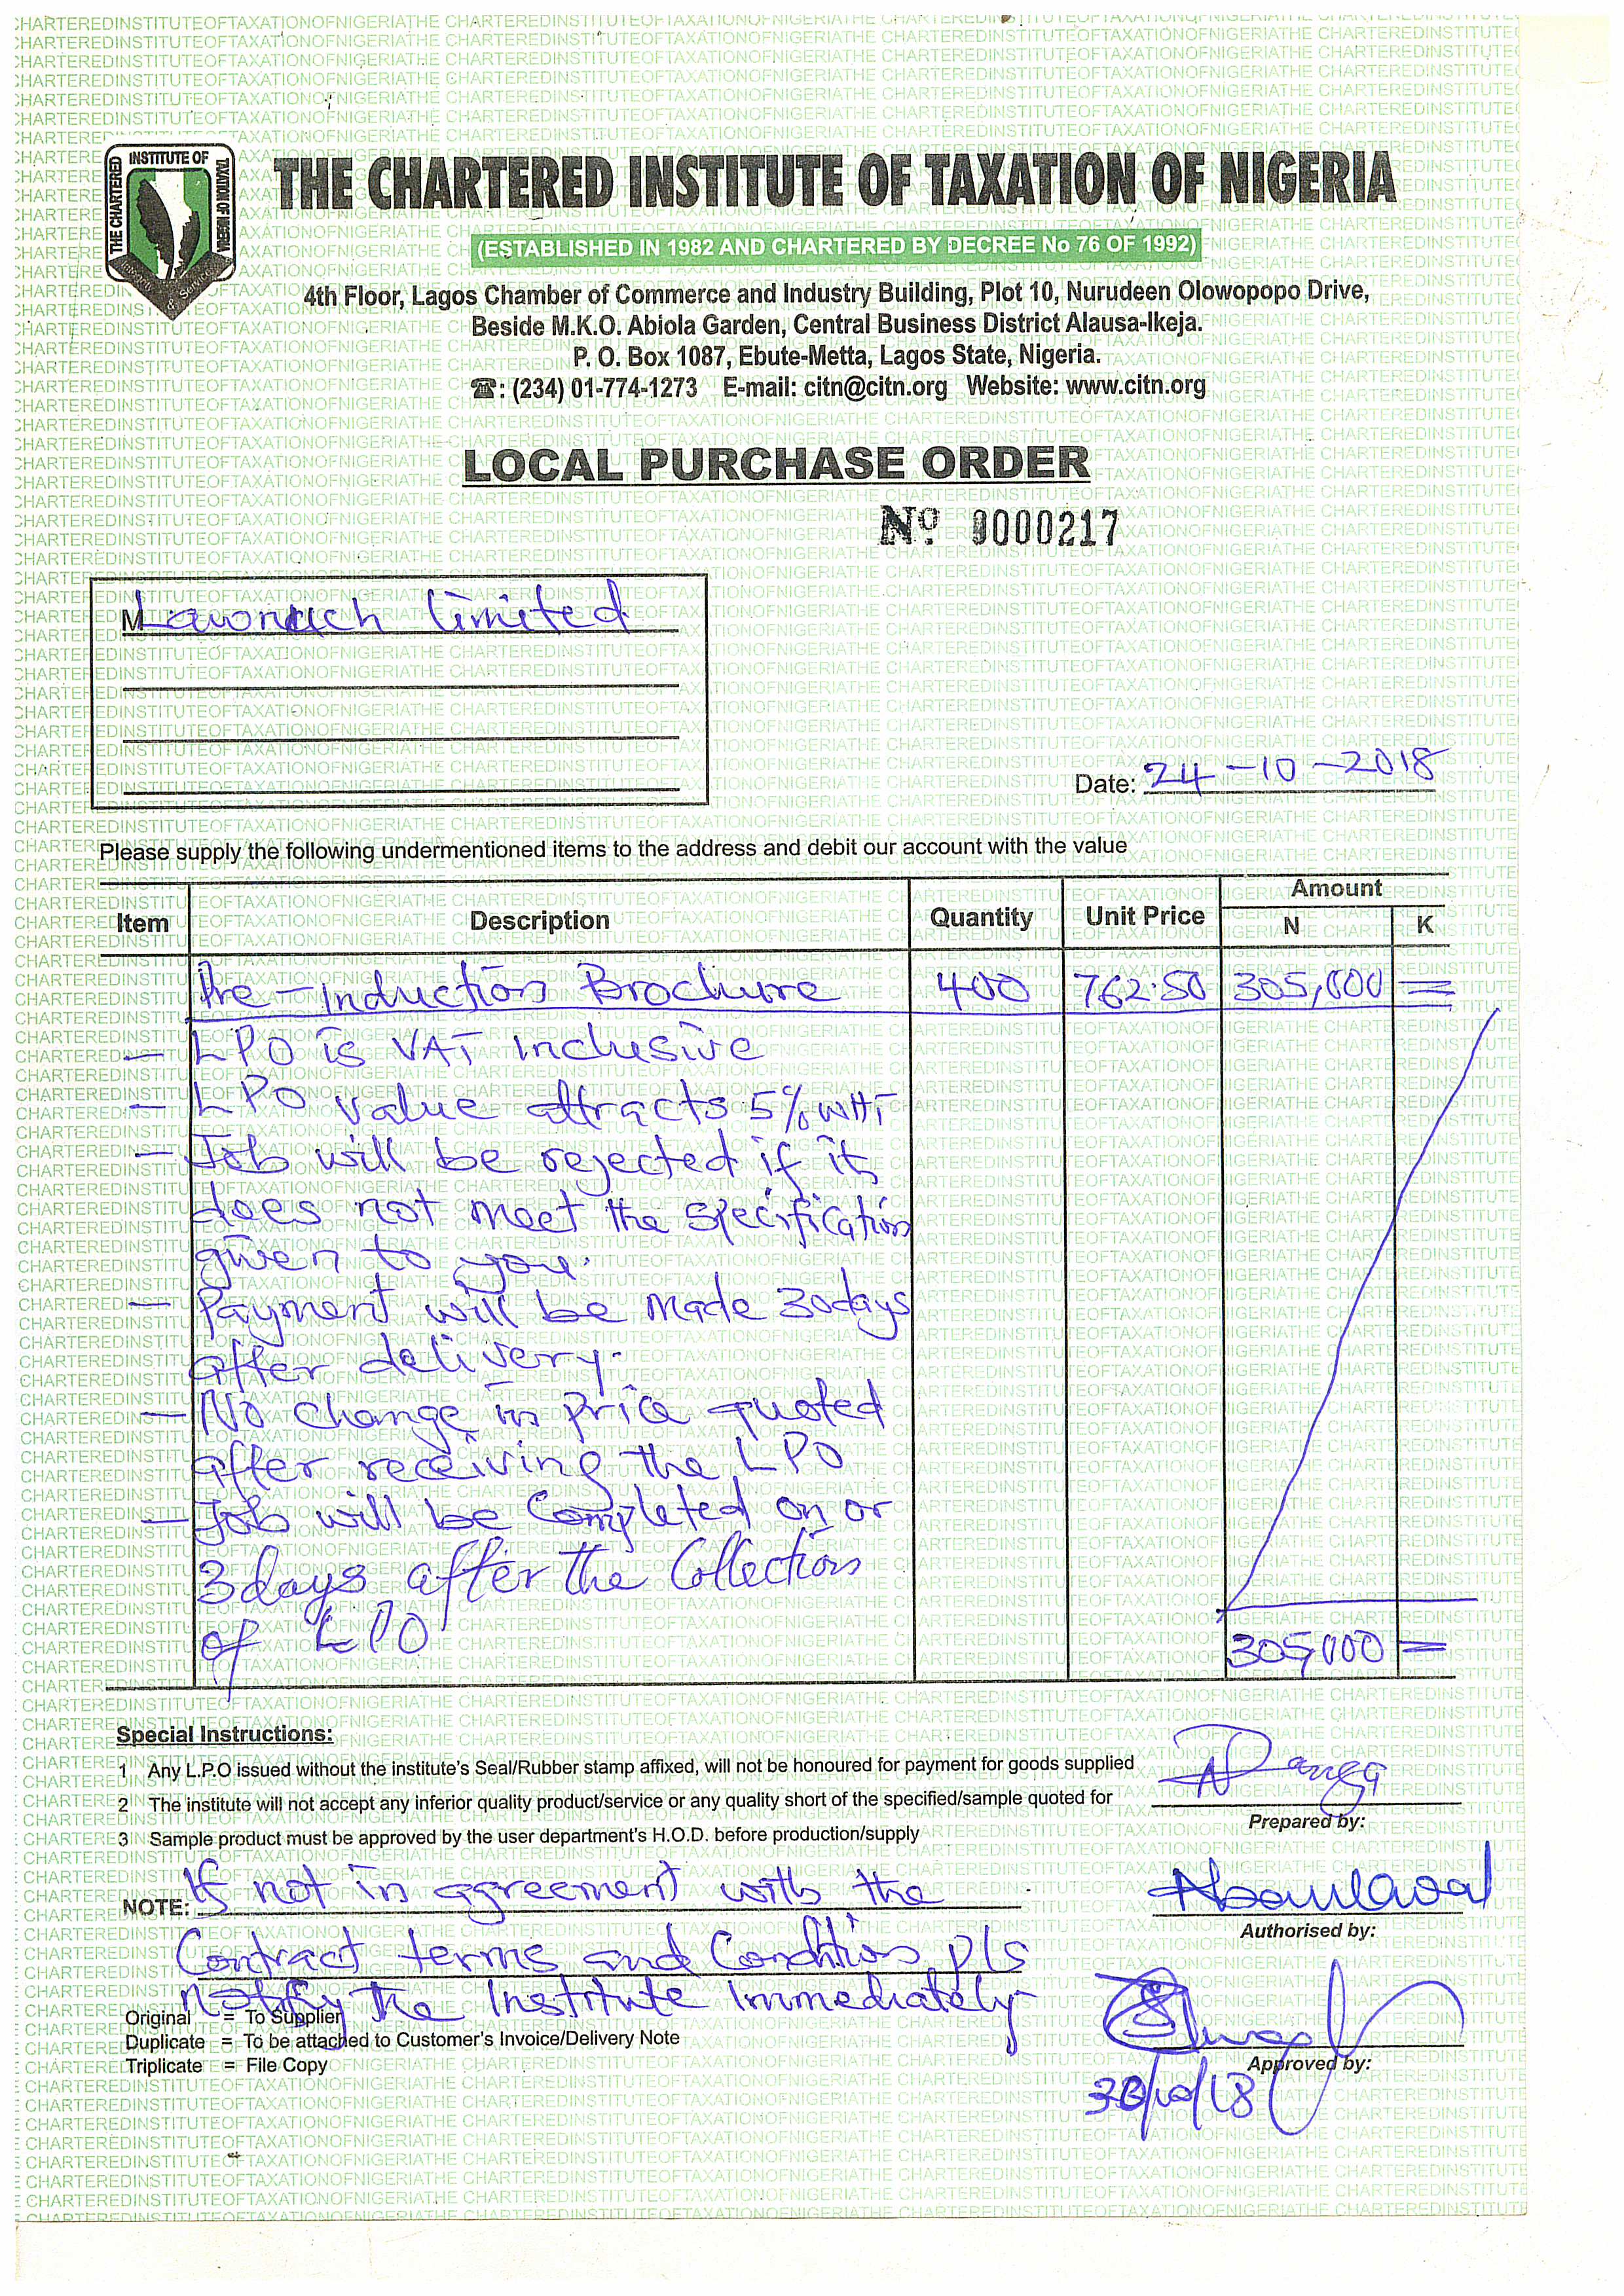 INSTITUTE OF
THE CHARTERED
TAXATION OF NIGERIA
THE CHARTERED INSTITUTE OF TAXATION OF NIGERIA
(ESTABLISHED IN 1982 AND CHARTERED BY DECREE No 76 OF 1992)
4th Floor, Lagos Chamber of Commerce and Industry Building, Plot 10, Nurudeen Olowopopo Drive,
Beside M.K.O. Abiola Garden, Central Business District Alausa-Ikeja.
P. O. Box 1087, Ebute-Metta, Lagos State, Nigeria.
☎: (234) 01-774-1273 E-mail: citn@citn.org Website: www.citn.org
LOCAL PURCHASE ORDER
Nº 0000217
M Limited
Date: 24-10-2018
Please supply the following undermentioned items to the address and debit our account with the value
Item Description Quantity Unit Price Amount
N K
Pre-Induction Brochure 400 762.50 305,000 =
- LPO is VAT inclusive
- LPO value attracts 5% WHT
- Job will be rejected if it
does not meet the specification
given to you.
- Payment will be made 30days
after delivery.
- No change in price quoted
after receiving the LPO
- Job will be Completed on or
3days after the Collection
of LPO
305,000 =
Special Instructions:
1 Any L.P.O issued without the institute's Seal/Rubber stamp affixed, will not be honoured for payment for goods supplied
2 The institute will not accept any inferior quality product/service or any quality short of the specified/sample quoted for
3 Sample product must be approved by the user department's H.O.D. before production/supply
Prepared by:
NOTE: If not in agreement with the
Contract terms and Condition, pls
notify the Institute immediately
Authorised by:
Original = To Supplier
Duplicate = To be attached to Customer's Invoice/Delivery Note
Triplicate = File Copy
Approved by:
30/10/18